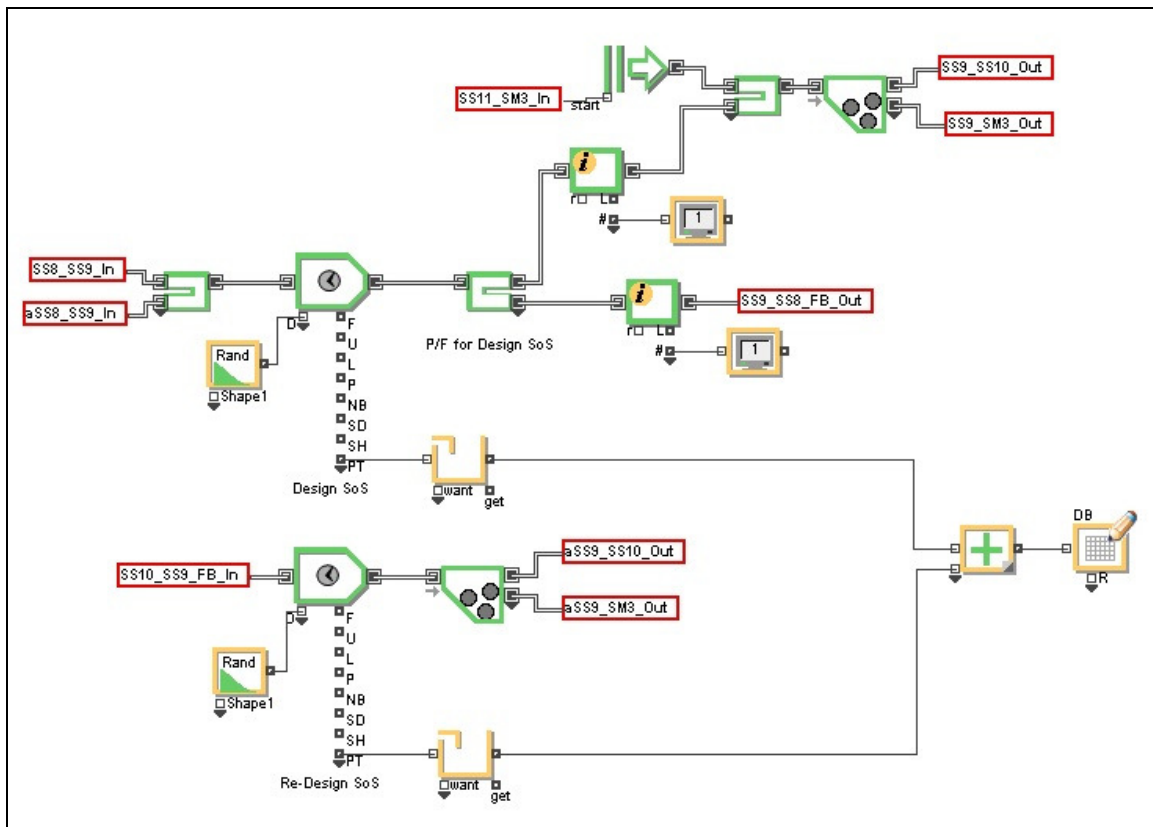 SS9_SS10_Out
SS11_SM3_In
start
SS9_SM3_Out
i
r L
#
1
SS8_SS9_In
aSS8_SS9_In
i
SS9_SS8_FB_Out
D
F
r L
U
P/F for Design SoS
#
1
Rand
L
P
Shape1
NB
SD
SH
PT
want
Design SoS
get
DB
aSS9_SS10_Out
SS10_SS9_FB_In
R
aSS9_SM3_Out
D
F
U
Rand
L
P
Shape1
NB
SD
SH
PT
Re-Design SoS
want
get